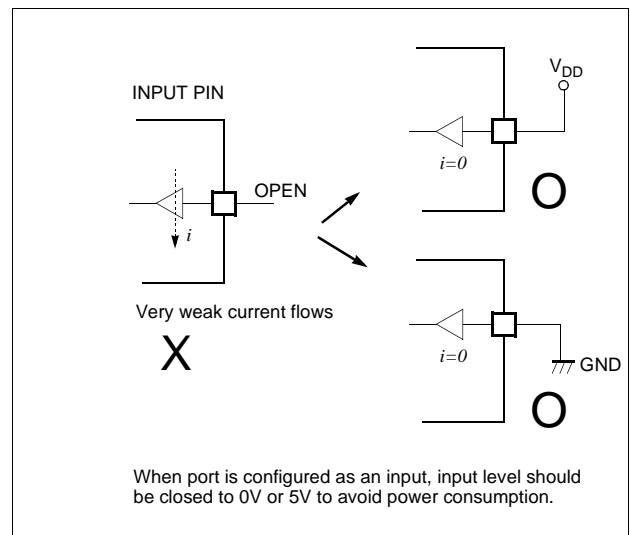 INPUT PIN
OPEN
i
Very weak current flows
X
VDD
i=0
O
i=0
GND
O
When port is configured as an input, input level should
be closed to 0V or 5V to avoid power consumption.